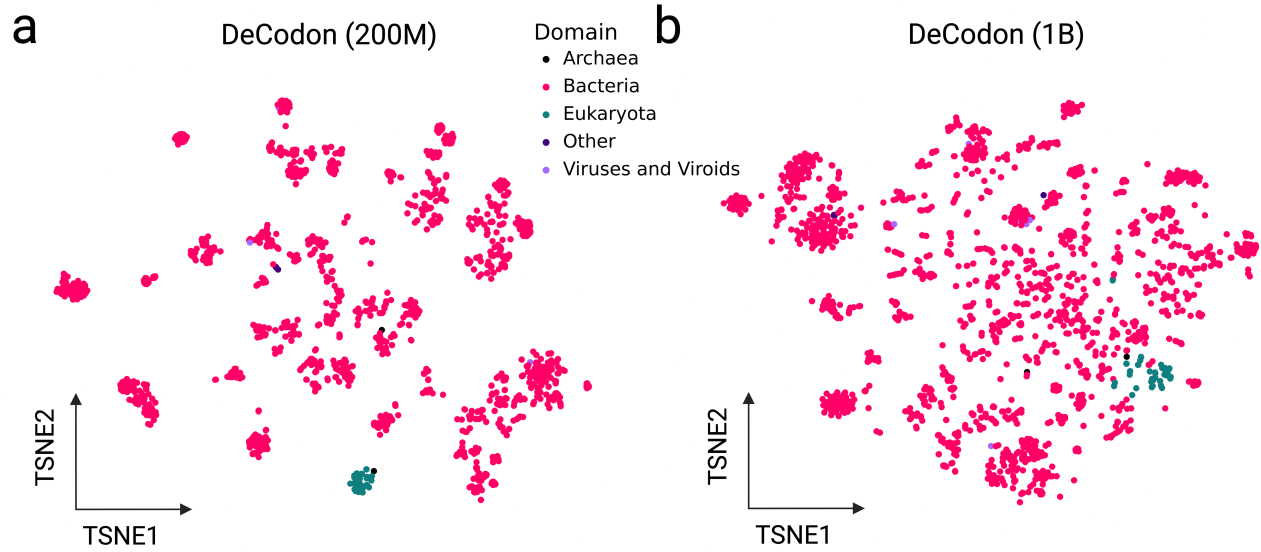 a
DeCodon (200M)
Domain
Archaea
Bacteria
Eukaryota
Other
Viruses and Viroids
TSNE2
TSNE1
b
DeCodon (1B)
TSNE2
TSNE1